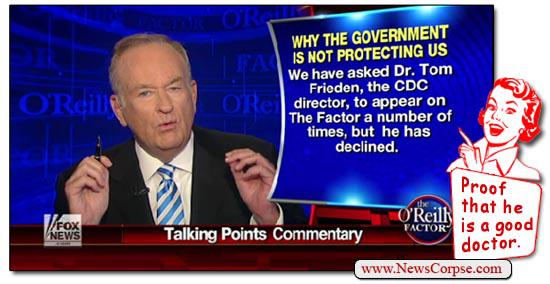 WHY THE GOVERNMENT
IS NOT PROTECTING US
We have asked Dr. Tom
Frieden, the CDC
director, to appear on
The Factor a number of
times, but he has
declined.
O'Reilly
FACTOR
the
O'Reilly
FACTOR
FOX
NEWS
Talking Points Commentary
Proof
that he
is a good
doctor.
www.NewsCorpse.com